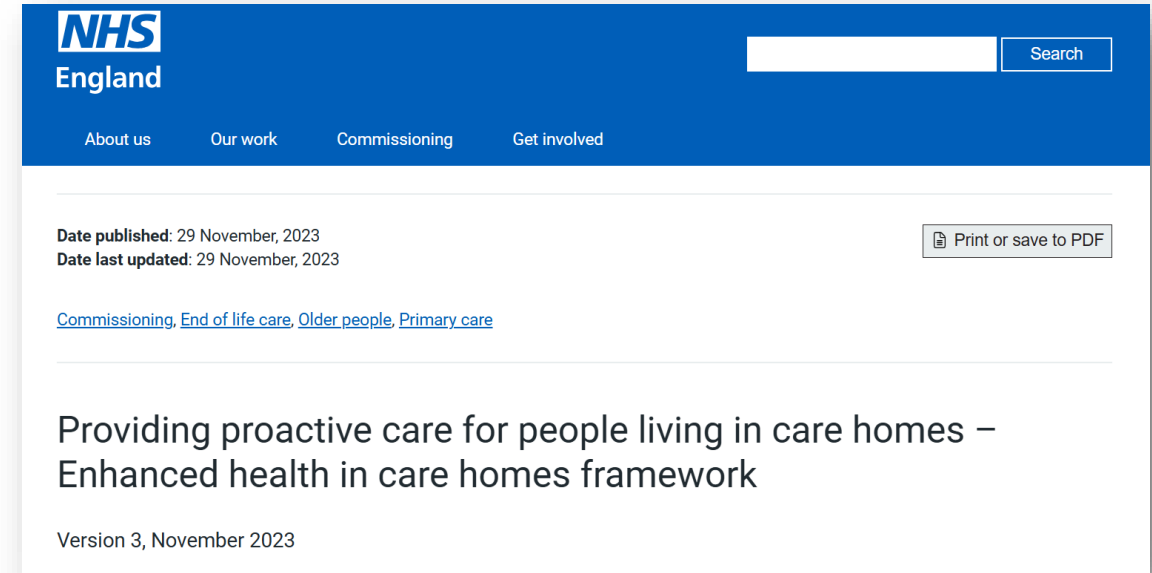 NHS
England
Search
About us Our work Commissioning Get involved
Date published: 29 November, 2023
Print or save to PDF
Date last updated: 29 November, 2023
Commissioning, End of life care, Older people, Primary care
Providing proactive care for people living in care homes –
Enhanced health in care homes framework
Version 3, November 2023